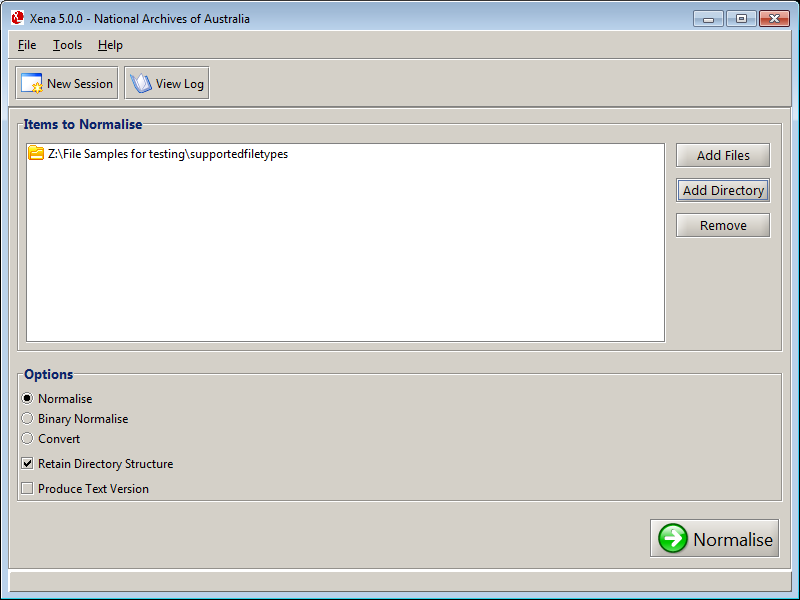 Xena 5.0.0 - National Archives of Australia
File Tools Help
New Session View Log
Items to Normalise
Z:\File Samples for testing\supportedfiletypes
Add Files
Add Directory
Remove
Options
Normalise
Binary Normalise
Convert
Retain Directory Structure
Produce Text Version
Normalise